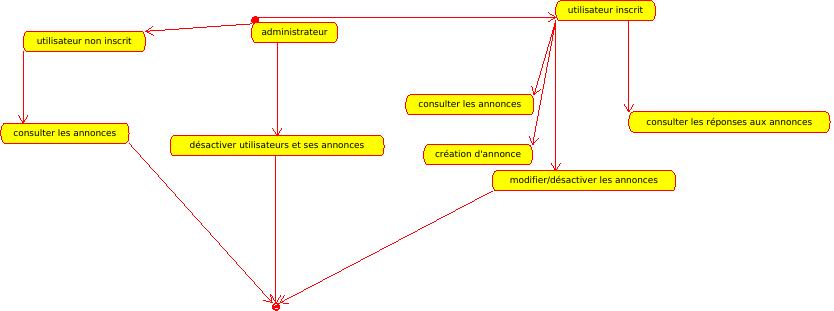 utilisateur inscrit
administrateur
utilisateur non inscrit
consulter les annonces
consulter les réponses aux annonces
consulter les annonces
désactiver utilisateurs et ses annonces
création d'annonce
modifier/désactiver les annonces